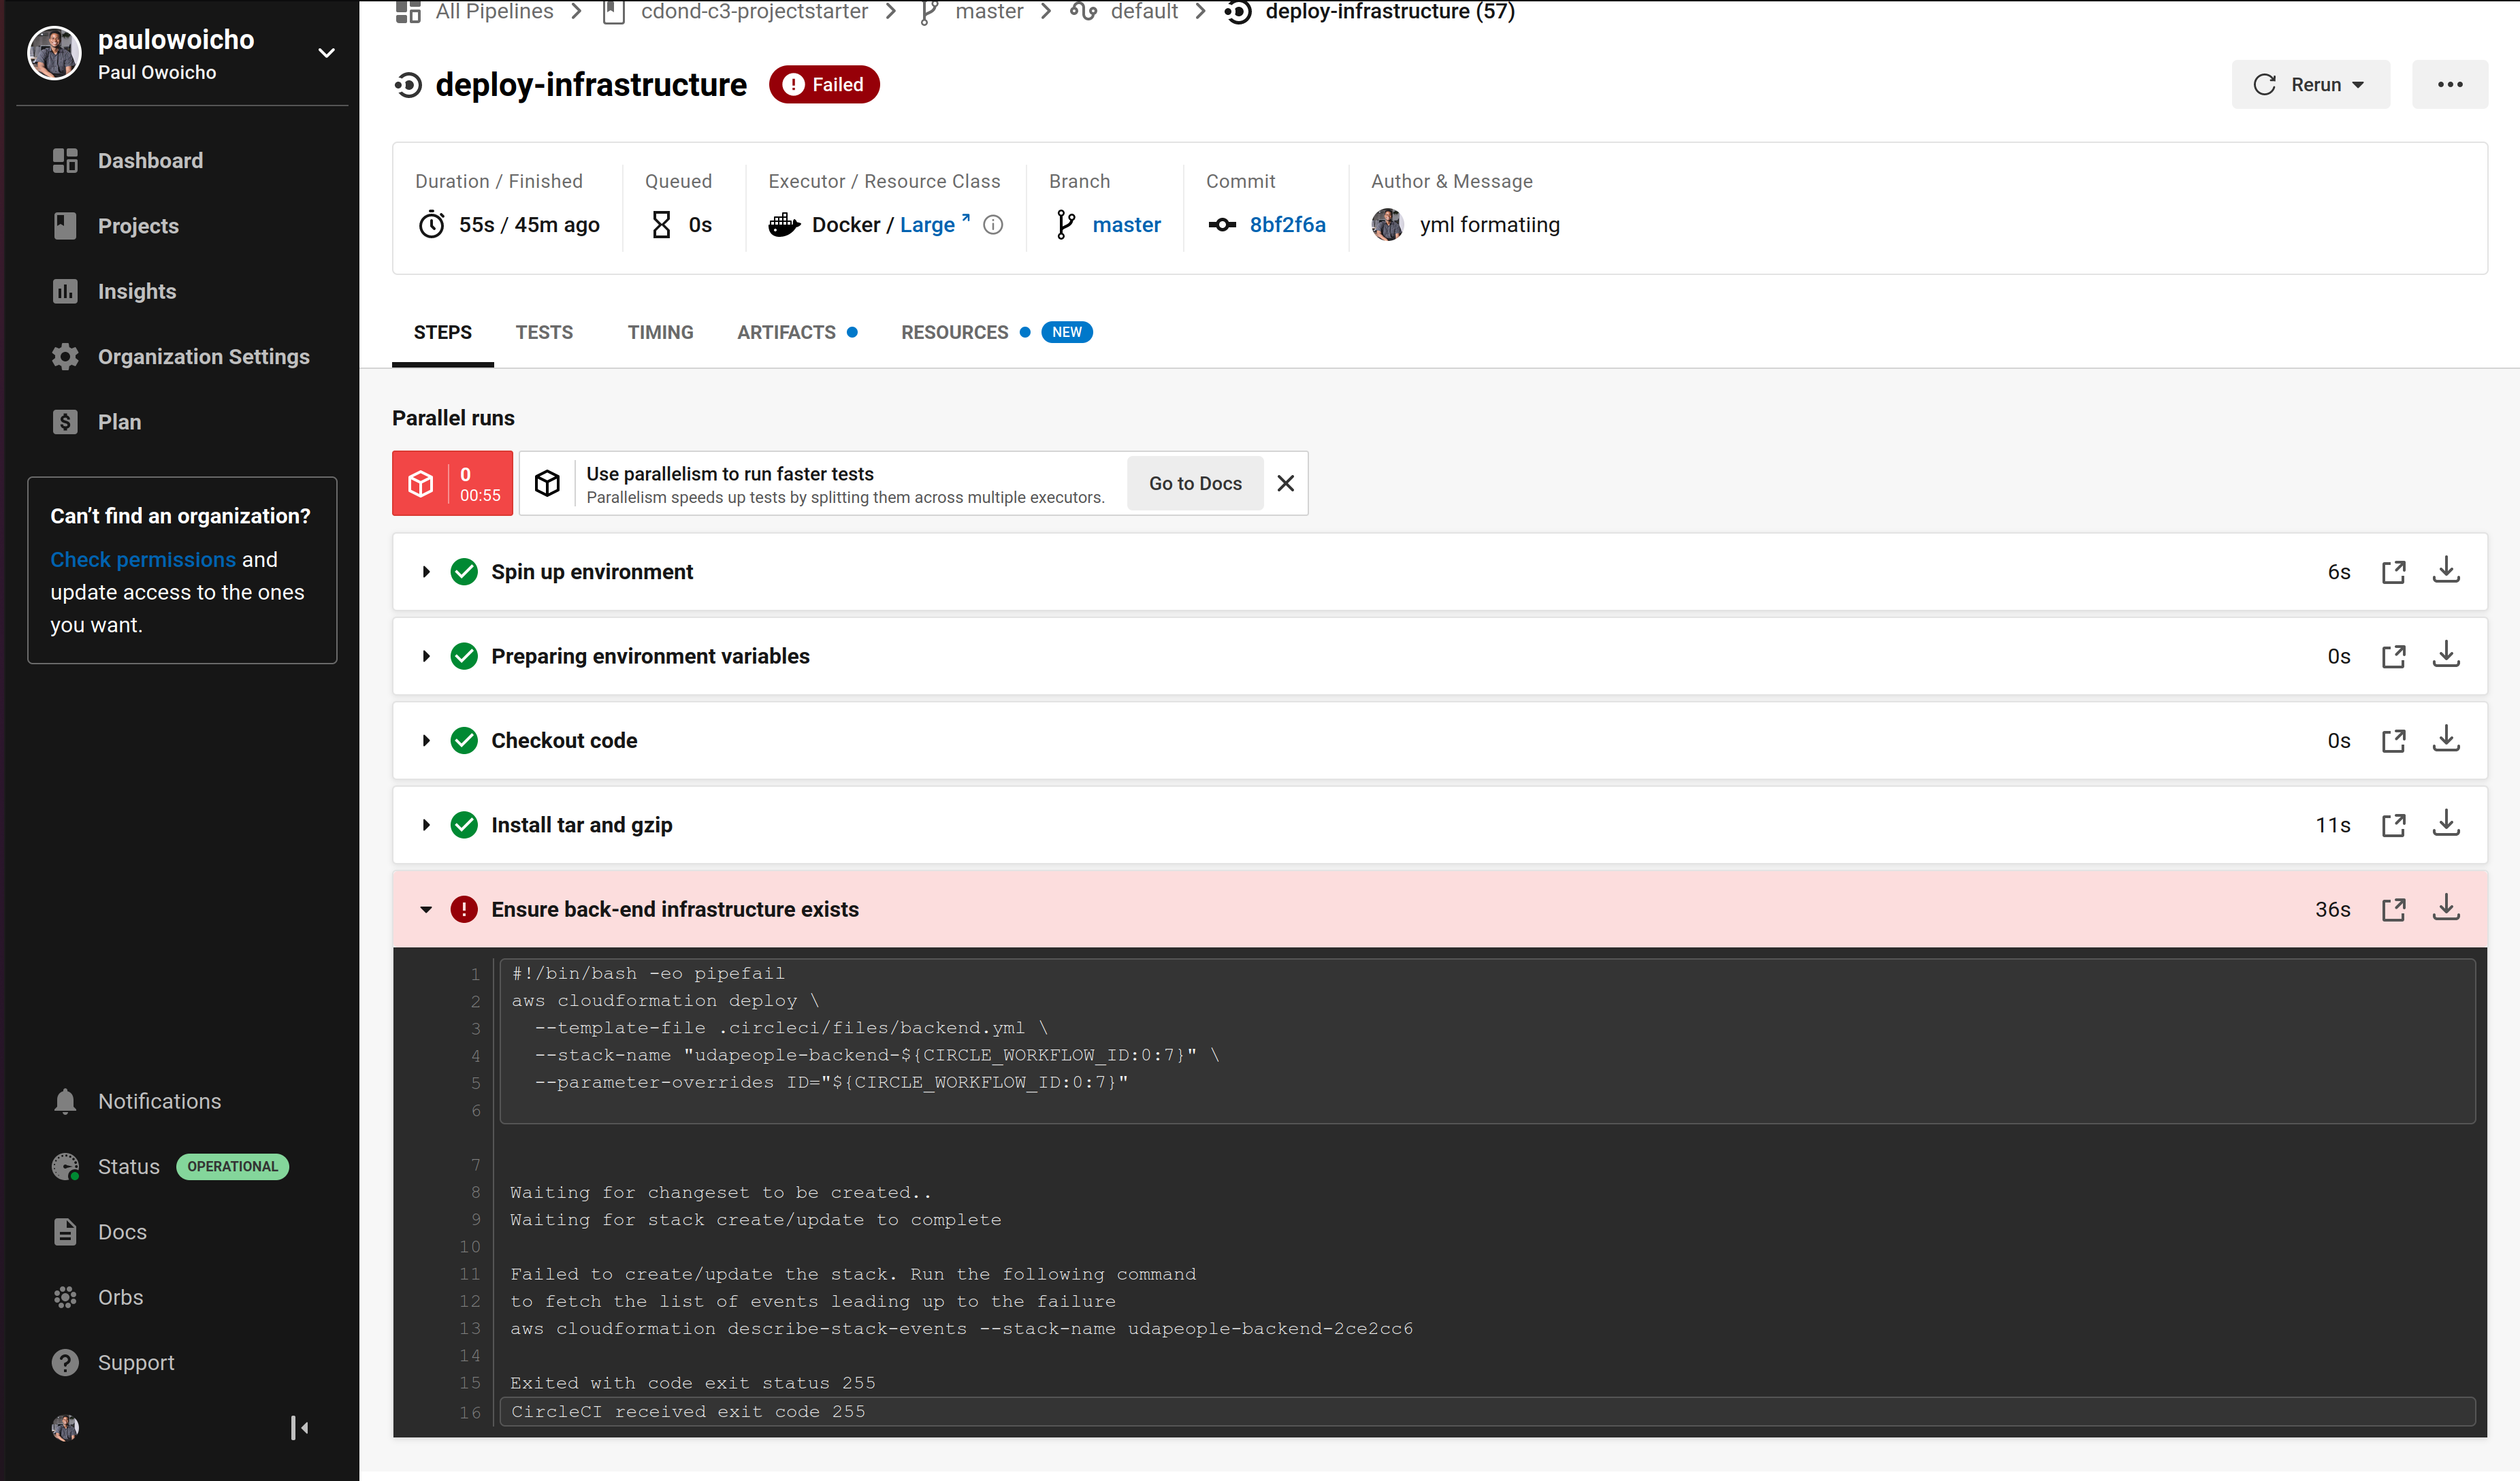 paulowoicho
Paul Owoicho
Dashboard
Projects
Insights
Organization Settings
Plan
Can't find an organization?
Check permissions and
update access to the ones
you want.
Notifications
Status OPERATIONAL
Docs
Orbs
Support
All Pipelines > cdond-c3-projectstarter > master > default > deploy-infrastructure (57)
deploy-infrastructure Failed
Rerun
Duration / Finished
55s / 45m ago
Queued
0s
Executor / Resource Class
Docker / Large
Branch
master
Commit
8bf2f6a
Author & Message
yml formatiing
STEPS TESTS TIMING ARTIFACTS RESOURCES NEW
Parallel runs
0
00:55
Use parallelism to run faster tests
Parallelism speeds up tests by splitting them across multiple executors.
Go to Docs
Spin up environment 6s
Preparing environment variables 0s
Checkout code 0s
Install tar and gzip 11s
Ensure back-end infrastructure exists 36s
1 #!/bin/bash -eo pipefail
2 aws cloudformation deploy \
3 --template-file .circleci/files/backend.yml \
4 --stack-name "udapeople-backend-${CIRCLE_WORKFLOW_ID:0:7}" \
5 --parameter-overrides ID="${CIRCLE_WORKFLOW_ID:0:7}"
6
7
8 Waiting for changeset to be created..
9 Waiting for stack create/update to complete
10
11 Failed to create/update the stack. Run the following command
12 to fetch the list of events leading up to the failure
13 aws cloudformation describe-stack-events --stack-name udapeople-backend-2ce2cc6
14
15 Exited with code exit status 255
16 CircleCI received exit code 255